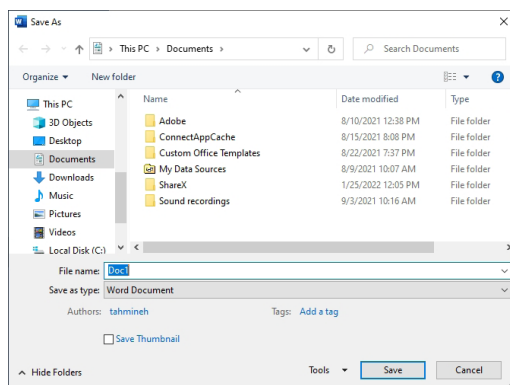 Save As
This PC > Documents >
Search Documents
Organize
New folder
Name Date modified Type
This PC
3D Objects
Desktop
Documents
Downloads
Music
Pictures
Videos
Local Disk (C:)
Adobe 8/10/2021 12:38 PM File folder
ConnectAppCache 8/15/2021 8:08 PM File folder
Custom Office Templates 8/22/2021 7:37 PM File folder
My Data Sources 8/9/2021 10:07 AM File folder
ShareX 1/25/2022 12:05 PM File folder
Sound recordings 9/3/2021 10:16 AM File folder
File name: Doc1
Save as type: Word Document
Authors: tahmineh Tags: Add a tag
Save Thumbnail
Hide Folders Tools Save Cancel